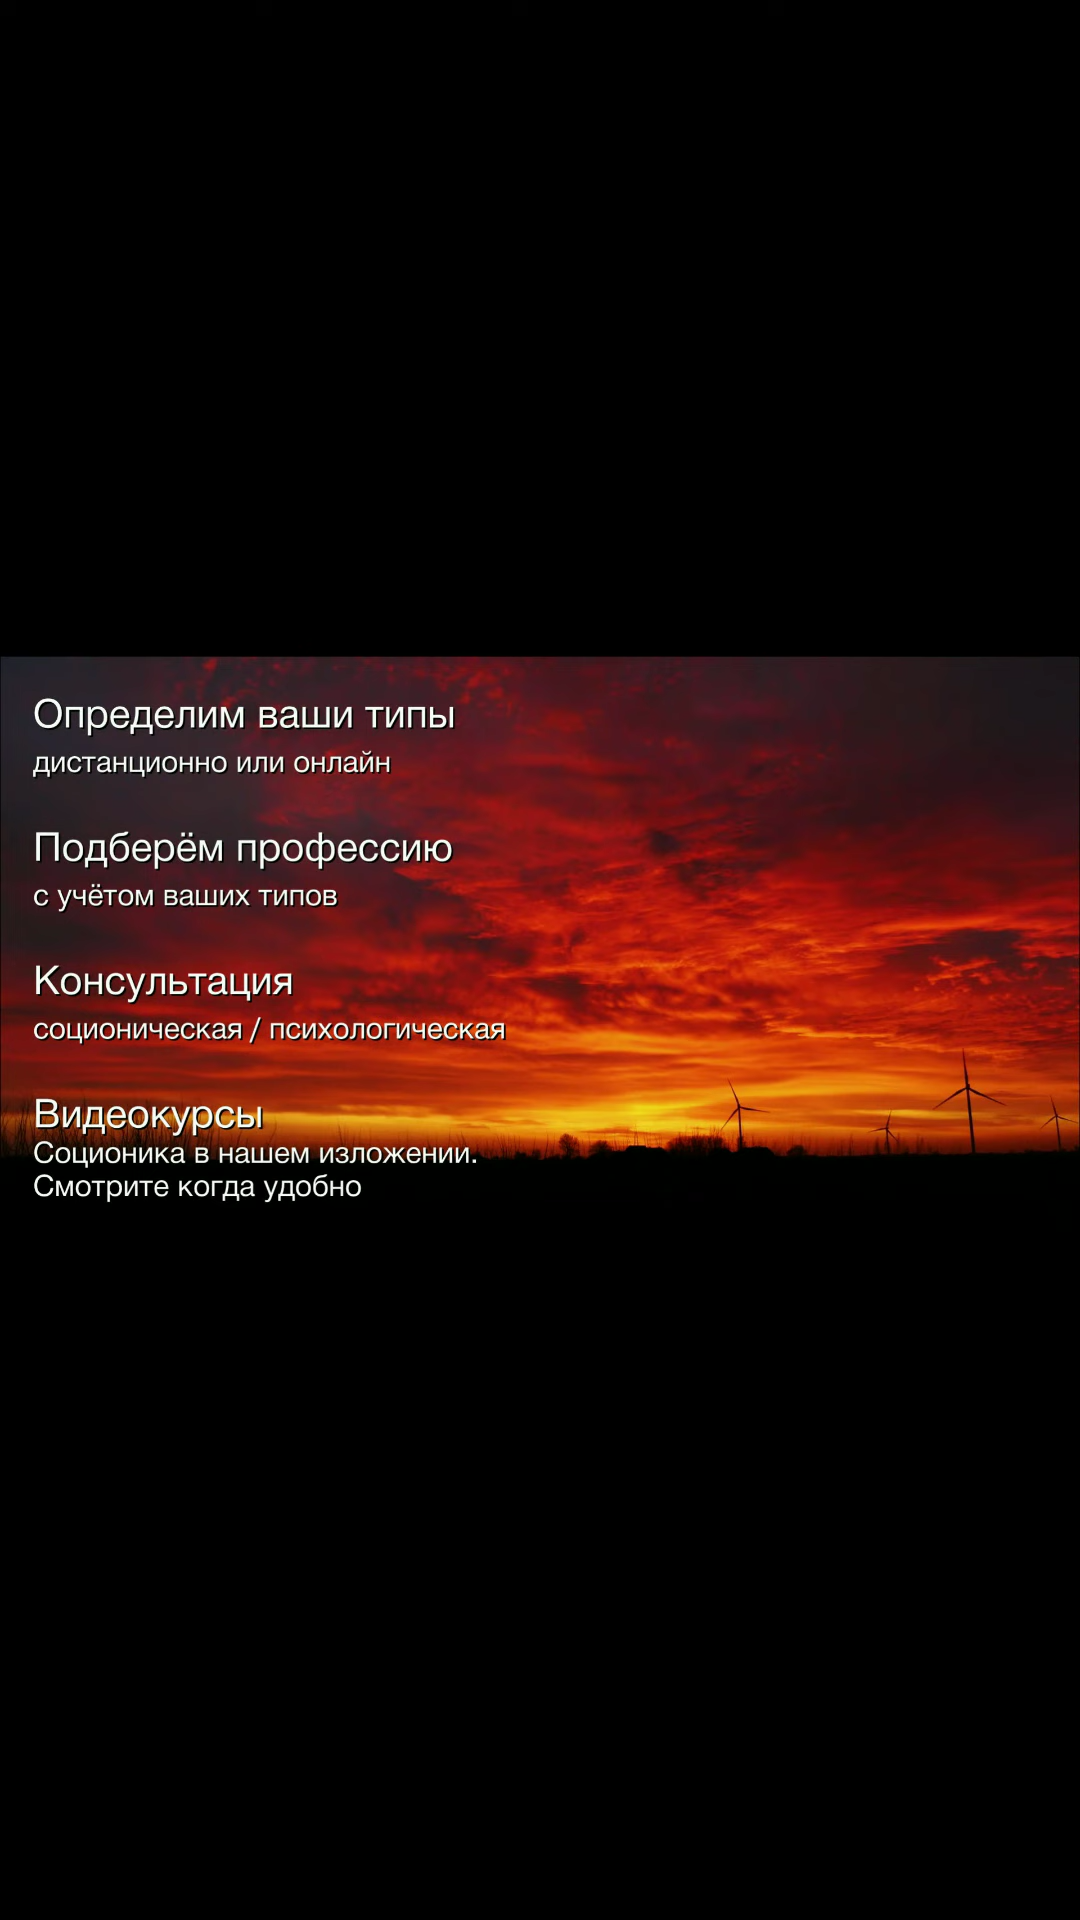 Определим ваши типы
дистанционно или онлайн
Подберём профессию
с учётом ваших типов
Консультация
соционическая / психологическая
Видеокурсы
Соционика в нашем изложении.
Смотрите когда удобно